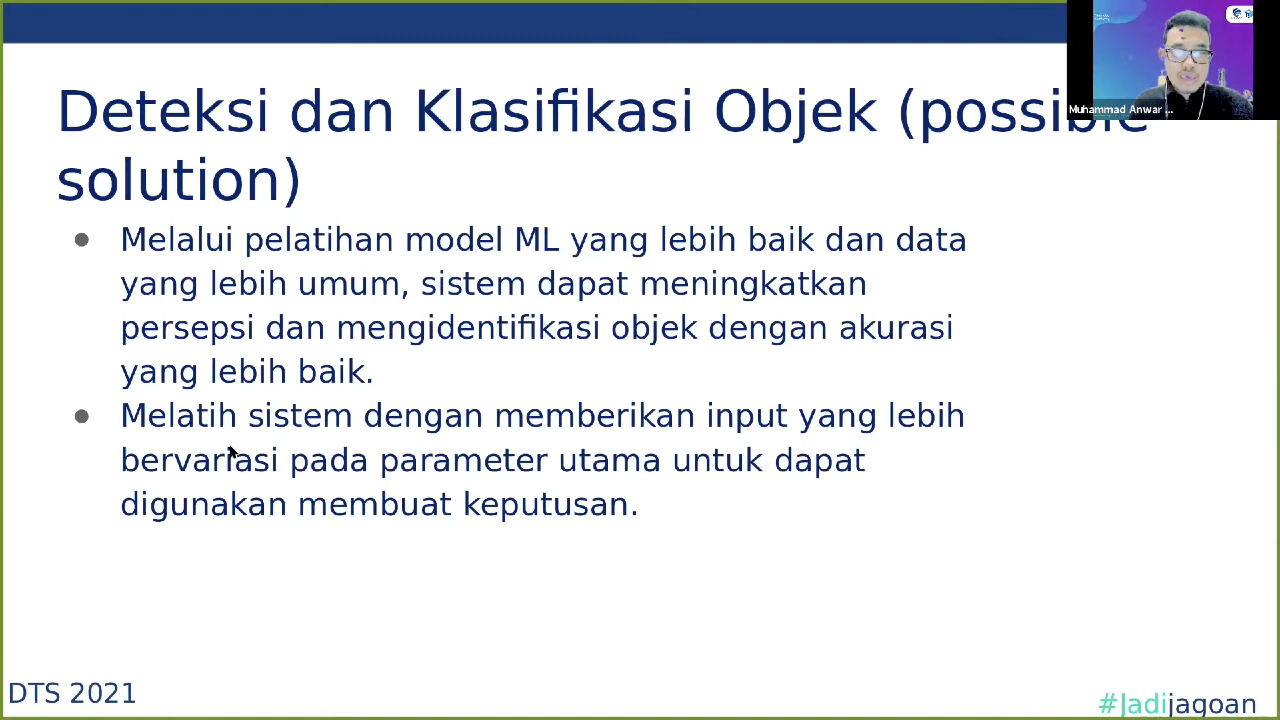 Deteksi dan Klasifikasi Objek (possible
solution)
Melalui pelatihan model ML yang lebih baik dan data
yang lebih umum, sistem dapat meningkatkan
persepsi dan mengidentifikasi objek dengan akurasi
yang lebih baik.
Melatih sistem dengan memberikan input yang lebih
bervariasi pada parameter utama untuk dapat
digunakan membuat keputusan.
Muhammad Anwar ...
DTS 2021
#Jadijagoan